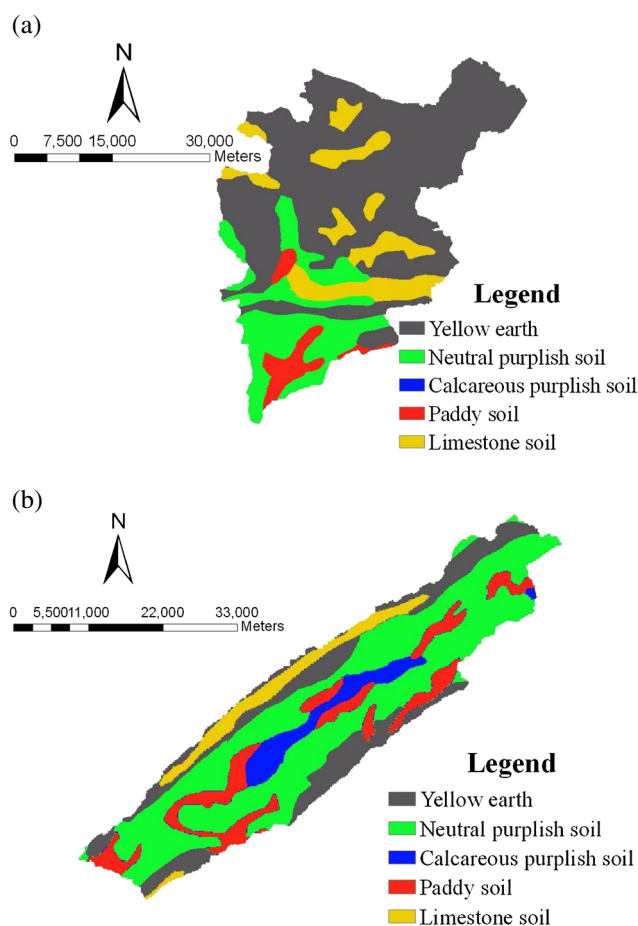 (a)
N
0 7,500 15,000 30,000
Meters
Legend
Yellow earth
Neutral purplish soil
Calcareous purplish soil
Paddy soil
Limestone soil
(b)
N
0 5,50011,000 22,000 33,000
Meters
Legend
Yellow earth
Neutral purplish soil
Calcareous purplish soil
Paddy soil
Limestone soil